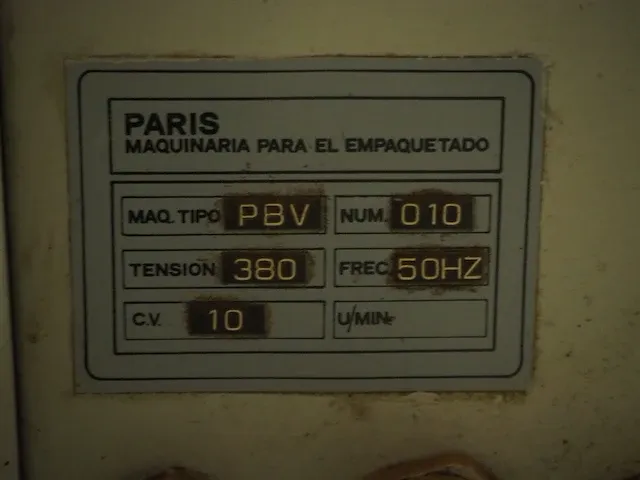 PARIS
MAQUINARIA PARA EL EMPAQUETADO
MAQ. TIPO PBV NUM. 010
TENSION 380 FREC. 50HZ
C.V. 10 U/MIN.